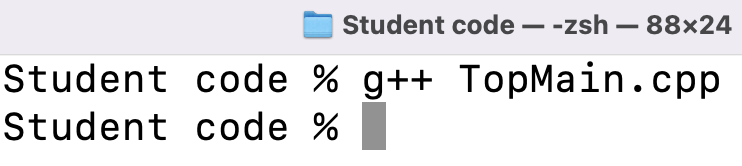 Student code — -zsh — 88×24
Student code % g++ TopMain.cpp
Student code %